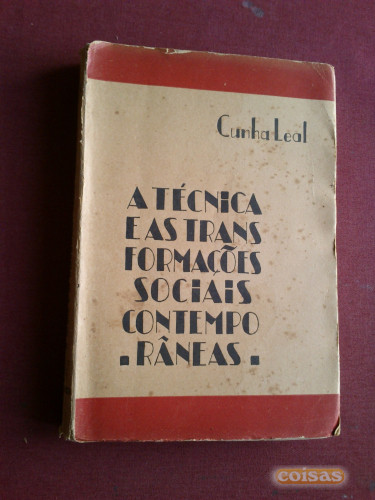 Cunha-Leal
A TÉCNICA
E AS TRANS
FORMAÇÕES
SOCIAIS
CONTEMPO
. RÂNEAS .
coisas